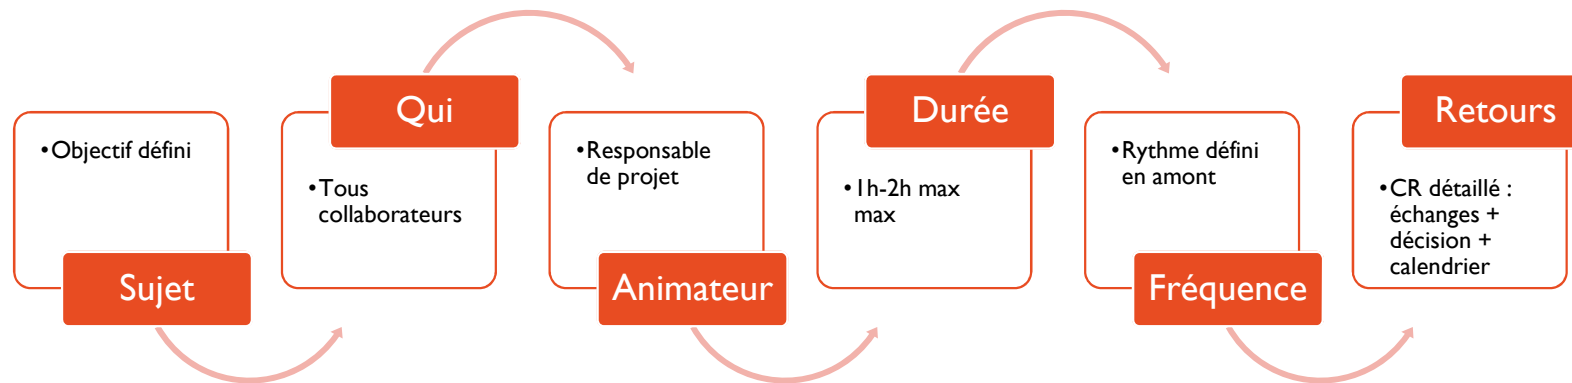 •Objectif défini
Sujet
Qui
•Tous
collaborateurs
•Responsable
de projet
Animateur
Durée
•1h-2h max
max
•Rythme défini
en amont
Fréquence
Retours
•CR détaillé :
échanges +
décision +
calendrier